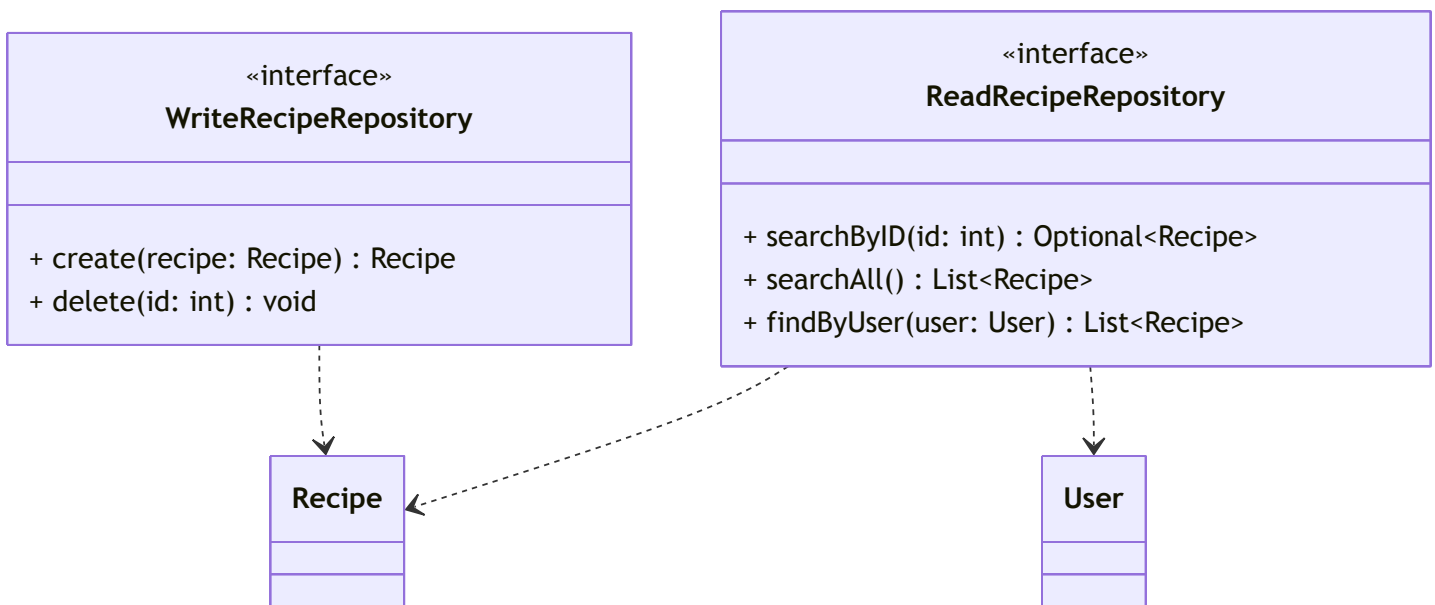 «interface»
WriteRecipeRepository
+ create(recipe: Recipe) : Recipe
+ delete(id: int) : void
«interface»
ReadRecipeRepository
+ searchByID(id: int) : Optional<Recipe>
+ searchAll() : List<Recipe>
+ findByUser(user: User) : List<Recipe>
Recipe
User